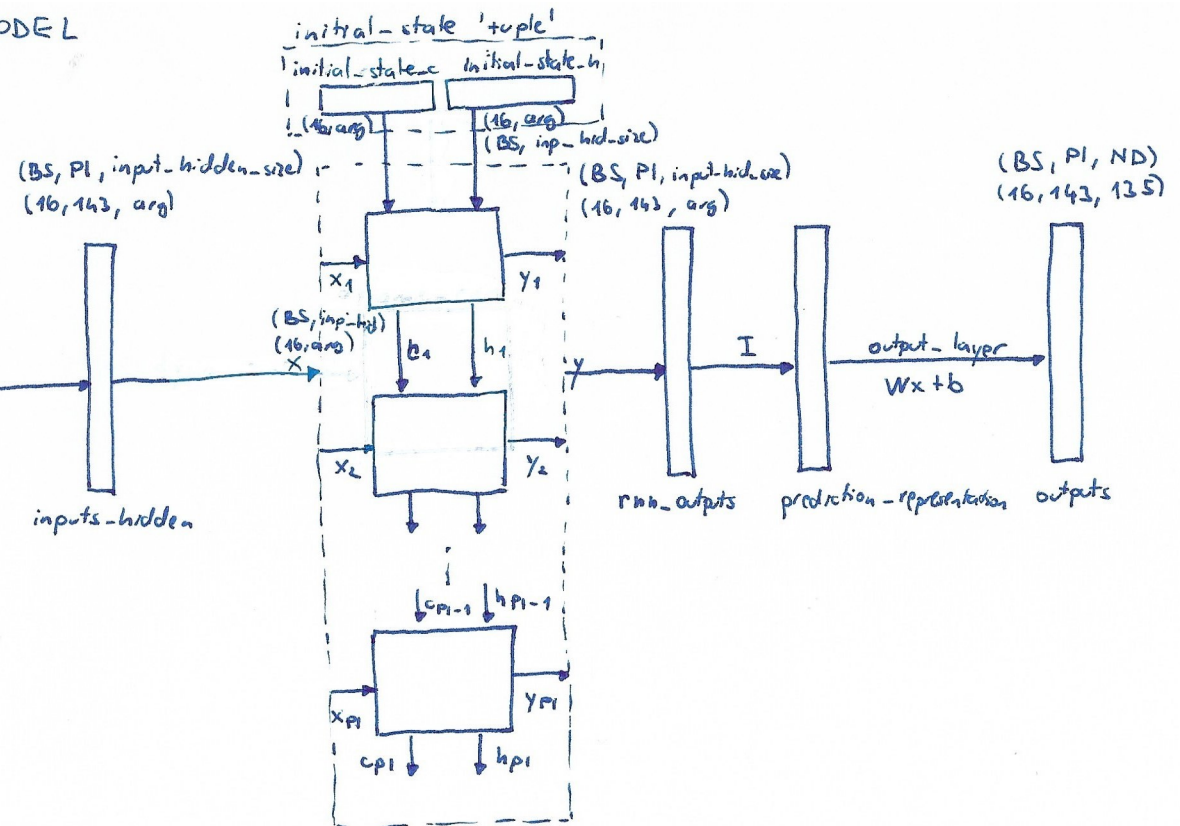 ODEL
initial-state 'tuple'
initial-state-c initial-state-h
(16, arg) (16, arg)
(BS, inp-hid-size)
(BS, PI, input-hidden-size)
(16, 143, arg)
(BS, PI, input-hid-size)
(16, 143, arg)
(BS, PI, ND)
(16, 143, 135)
x1 y1
(BS, inp-hid)
(16, arg)
x
c1 h1
y
I
output-layer
Wx+b
x2 y2
inputs-hidden
rnn-outputs
prediction-representation
outputs
cPI-1 hPI-1
xPI yPI
cPI hPI